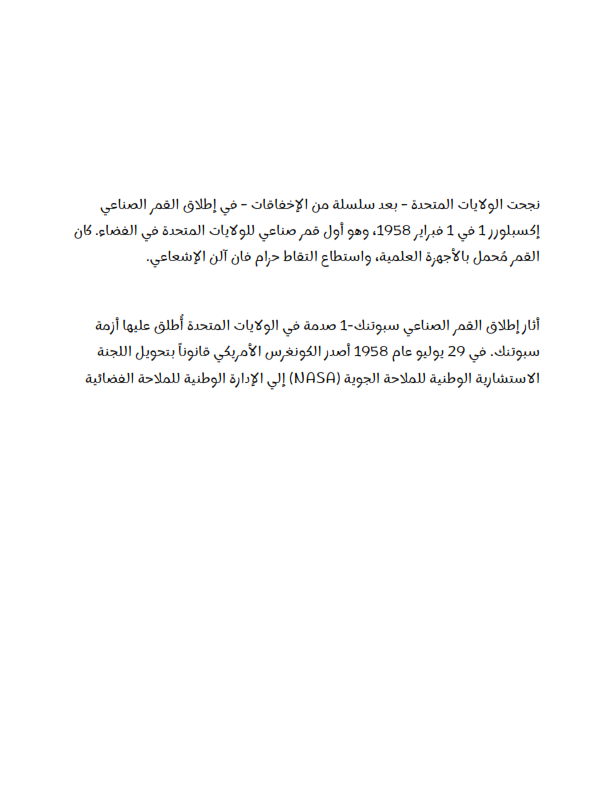 نجحت الولايات المتحدة - بعد سلسلة من الإخفاقات - في إطلاق القمر الصناعي
إكسبلورر 1 في 1 فبراير 1958، وهو أول قمر صناعي للولايات المتحدة في الفضاء. كان
القمر مُحمل بالأجهزة العلمية، واستطاع التقاط حزام فان آلن الإشعاعي.
أثار إطلاق القمر الصناعي سبوتنك-1 صدمة في الولايات المتحدة أُطلق عليها أزمة
سبوتنك. في 29 يوليو عام 1958 أصدر الكونغرس الأمريكي قانوناً بتحويل اللجنة
الاستشارية الوطنية للملاحة الجوية (NASA) إلي الإدارة الوطنية للملاحة الفضائية